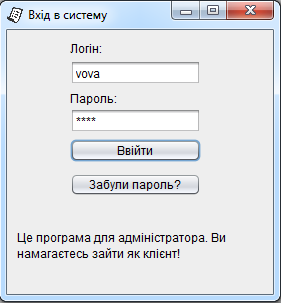 Вхід в систему
Логін:
vova
Пароль:
****
Ввійти
Забули пароль?
Це програма для адміністратора. Ви
намагаєтесь зайти як клієнт!